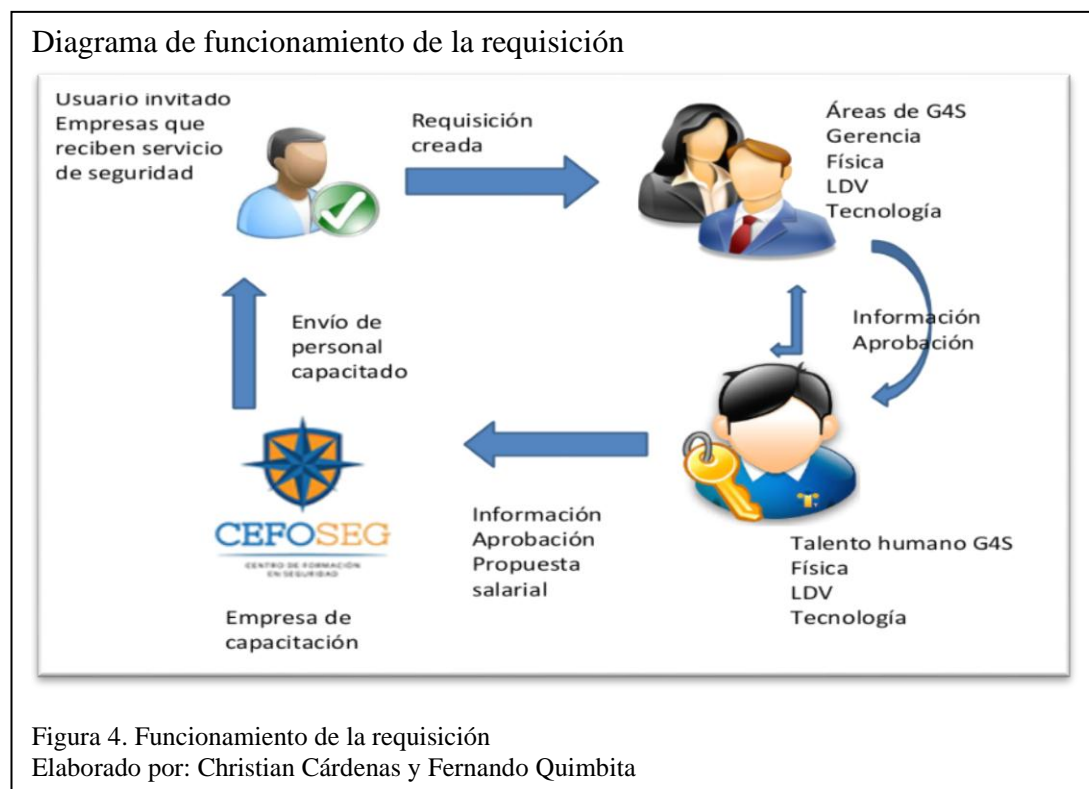 Diagrama de funcionamiento de la requisición
Usuario invitado
Empresas que
reciben servicio
de seguridad
Requisición
creada
Áreas de G4S
Gerencia
Física
LDV
Tecnología
Información
Aprobación
Envío de
personal
capacitado
CEFOSEG
CENTRO DE FORMACIÓN
EN SEGURIDAD
Empresa de
capacitación
Información
Aprobación
Propuesta
salarial
Talento humano G4S
Física
LDV
Tecnología
Figura 4. Funcionamiento de la requisición
Elaborado por: Christian Cárdenas y Fernando Quimbita